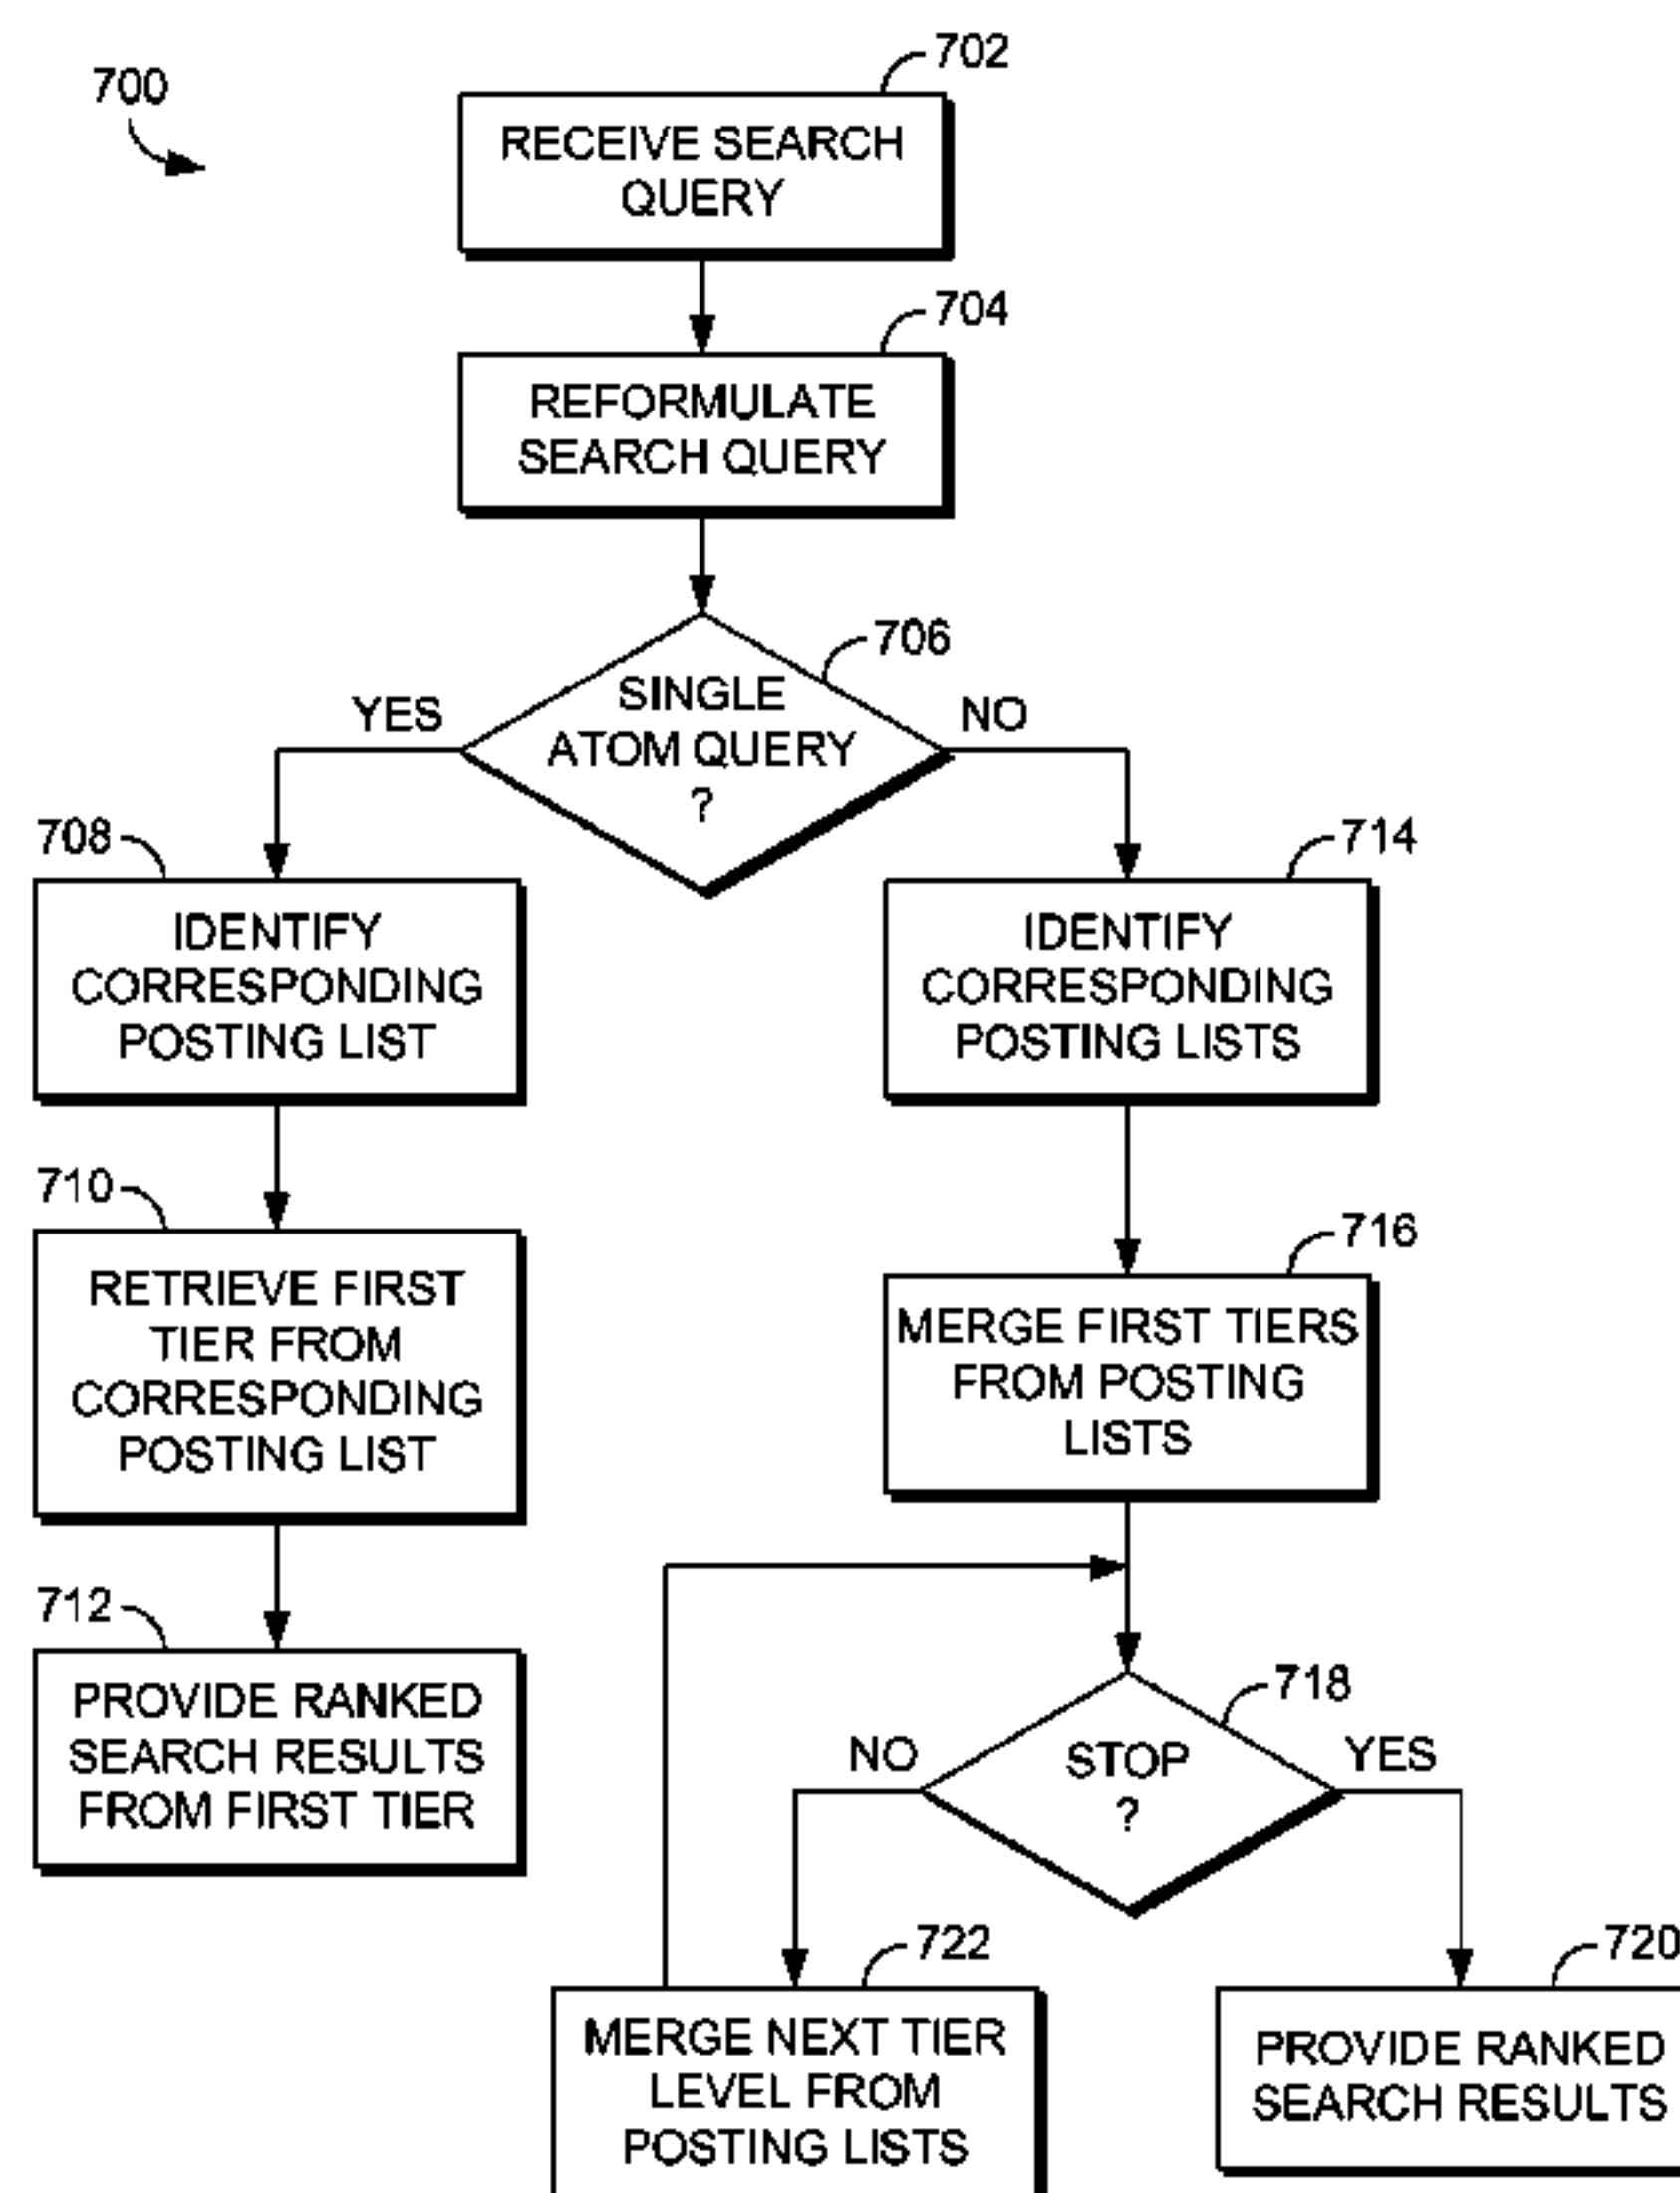 700
702
RECEIVE SEARCH
QUERY
704
REFORMULATE
SEARCH QUERY
706
SINGLE
ATOM QUERY
?
YES
NO
708
IDENTIFY
CORRESPONDING
POSTING LIST
710
RETRIEVE FIRST
TIER FROM
CORRESPONDING
POSTING LIST
712
PROVIDE RANKED
SEARCH RESULTS
FROM FIRST TIER
714
IDENTIFY
CORRESPONDING
POSTING LISTS
716
MERGE FIRST TIERS
FROM POSTING
LISTS
718
STOP
?
NO
YES
722
MERGE NEXT TIER
LEVEL FROM
POSTING LISTS
720
PROVIDE RANKED
SEARCH RESULTS